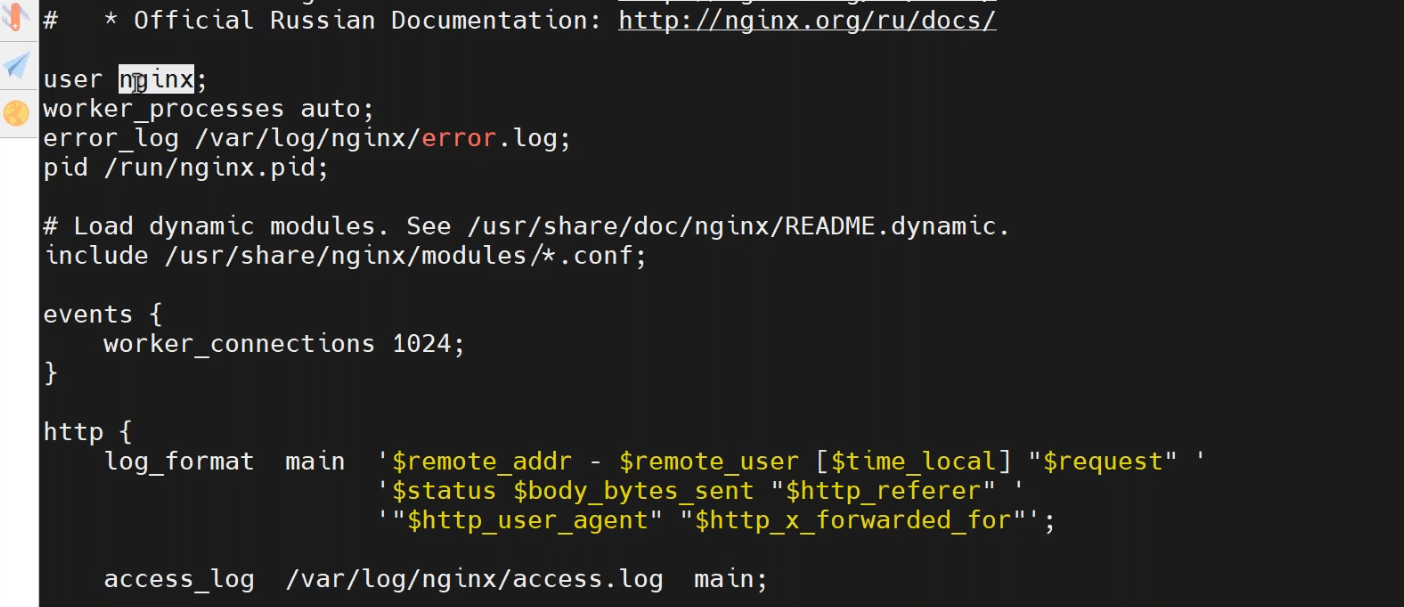 #   * Official Russian Documentation: http://nginx.org/ru/docs/
user nginx;
worker_processes auto;
error_log /var/log/nginx/error.log;
pid /run/nginx.pid;
# Load dynamic modules. See /usr/share/doc/nginx/README.dynamic.
include /usr/share/nginx/modules/*.conf;
events {
    worker_connections 1024;
}
http {
    log_format  main  '$remote_addr - $remote_user [$time_local] "$request" '
                      '$status $body_bytes_sent "$http_referer" '
                      '"$http_user_agent" "$http_x_forwarded_for"';
    access_log  /var/log/nginx/access.log  main;